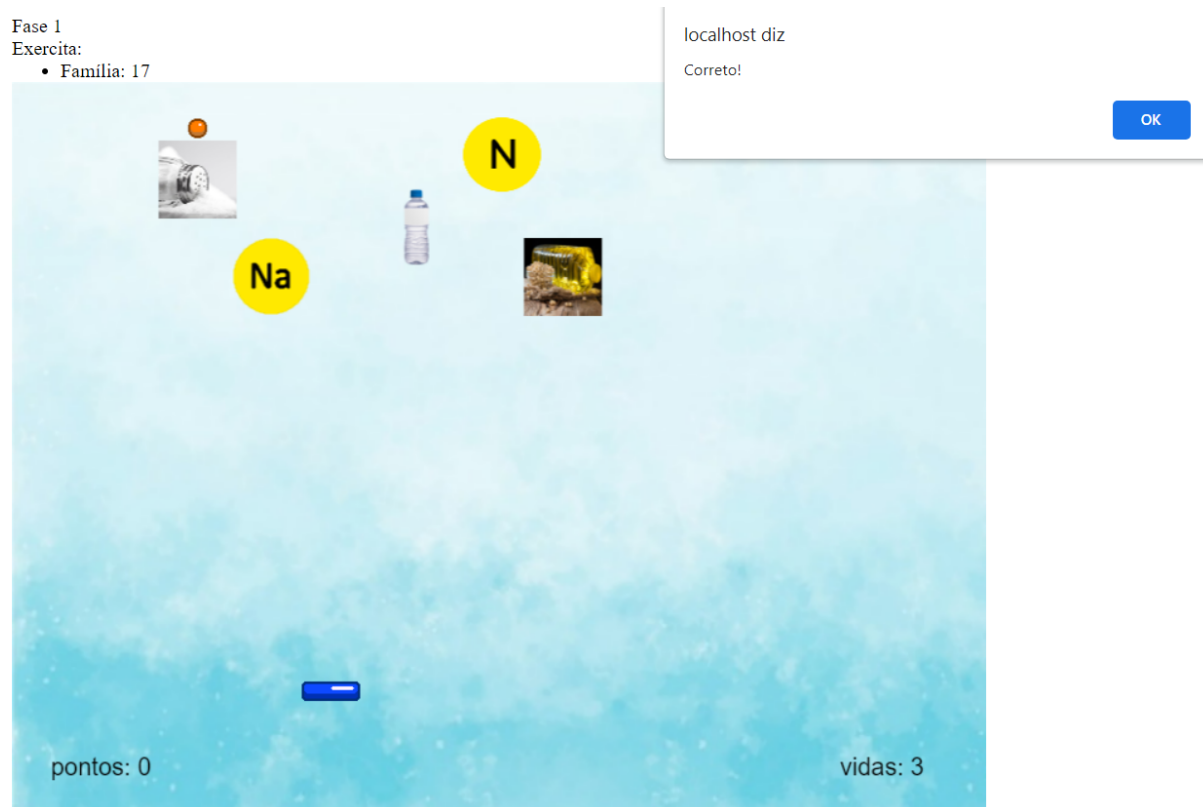 Fase 1
Exercita:
• Família: 17
localhost diz
Correto!
OK
N
Na
pontos: 0
vidas: 3